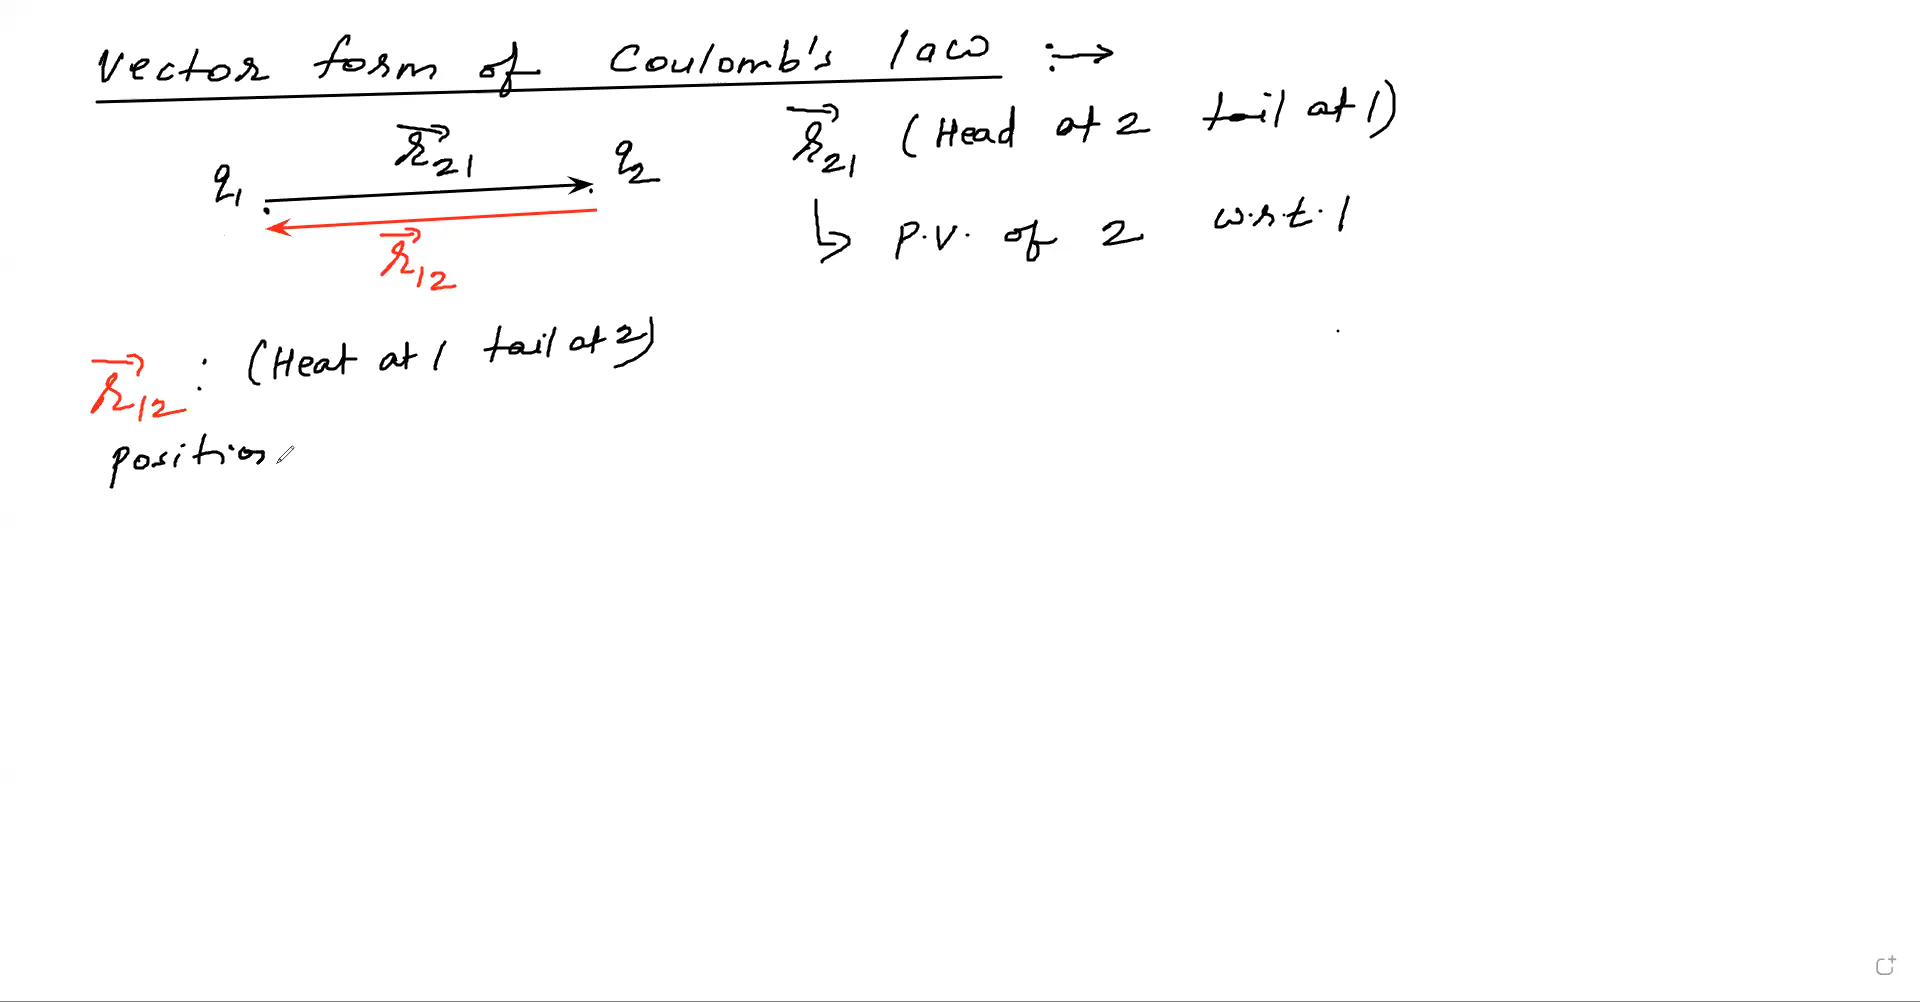 Vector form of Coulomb's law :→
q₁ r⃗₂₁ q₂
r⃗₁₂
r⃗₂₁ (Head at 2 tail at 1)
↳ P.V. of 2 w.r.t. 1
r⃗₁₂ : (Heat at 1 tail at 2)
position